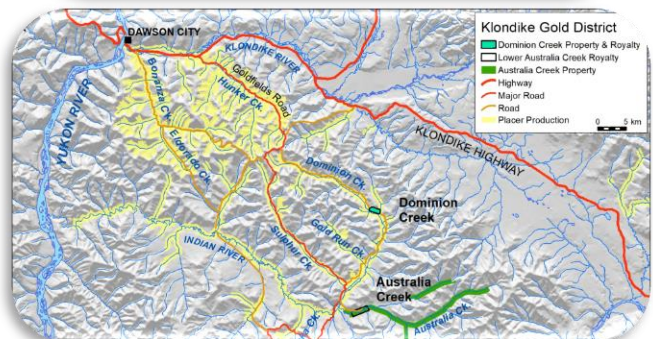 Klondike Gold District
Dominion Creek Property & Royalty
Lower Australia Creek Royalty
Australia Creek Property
Highway
Major Road
Road
Placer Production
0 5 km
DAWSON CITY
KLONDIKE RIVER
Goldfields Road
Hunker Ck.
Bonanza Ck.
Eldorado Ck.
YUKON RIVER
KLONDIKE HIGHWAY
Dominion Ck.
Dominion
Creek
Gold Run Ck.
Sulphur Ck.
INDIAN RIVER
Australia
Creek
Australia Ck.
Ck.